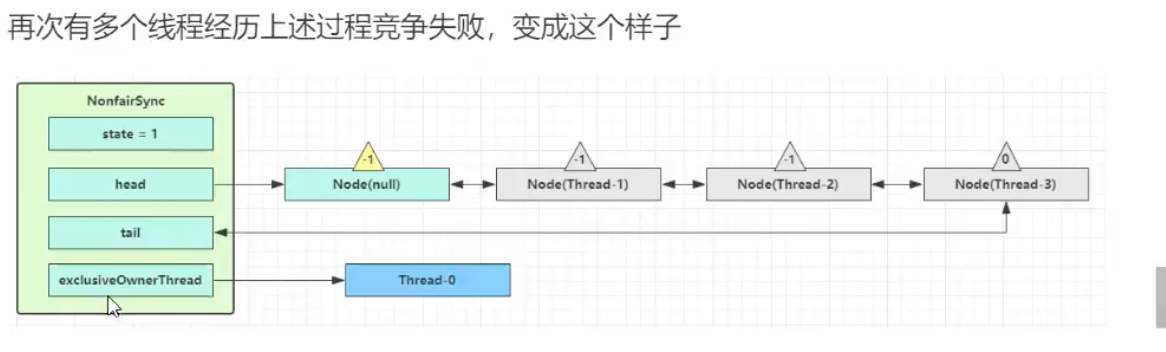 再次有多个线程经历上述过程竞争失败，变成这个样子
NonfairSync
state = 1
-1
-1
-1
0
head
Node(null)
Node(Thread-1)
Node(Thread-2)
Node(Thread-3)
tail
exclusiveOwnerThread
Thread-0